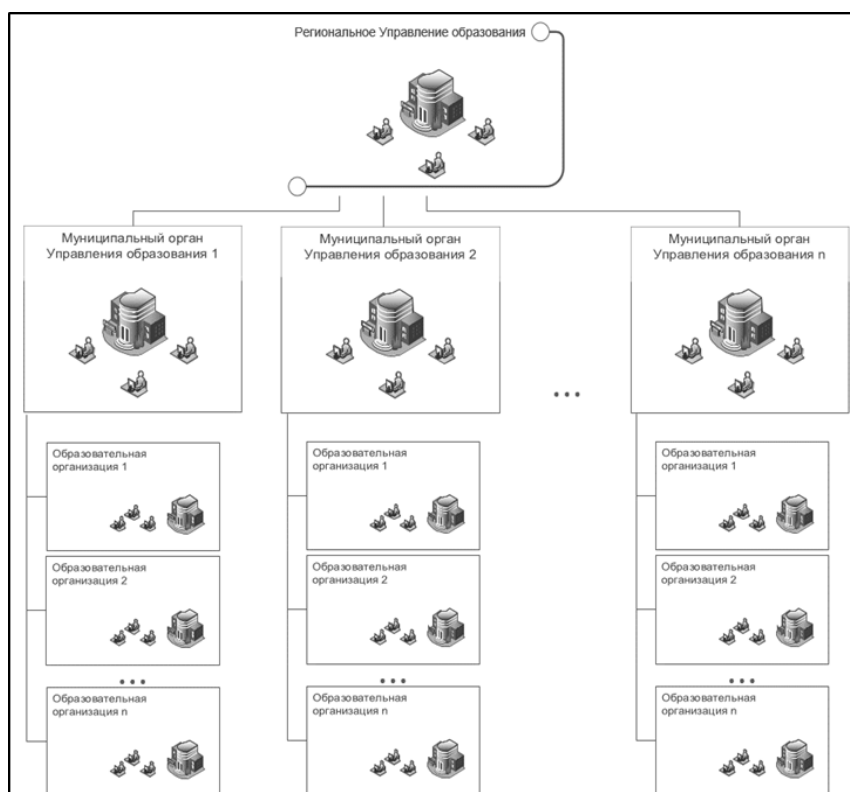 Региональное Управление образования
Муниципальный орган
Управления образования 1
Муниципальный орган
Управления образования 2
Муниципальный орган
Управления образования n
...
Образовательная
организация 1
Образовательная
организация 1
Образовательная
организация 1
Образовательная
организация 2
Образовательная
организация 2
Образовательная
организация 2
...
...
...
Образовательная
организация n
Образовательная
организация n
Образовательная
организация n